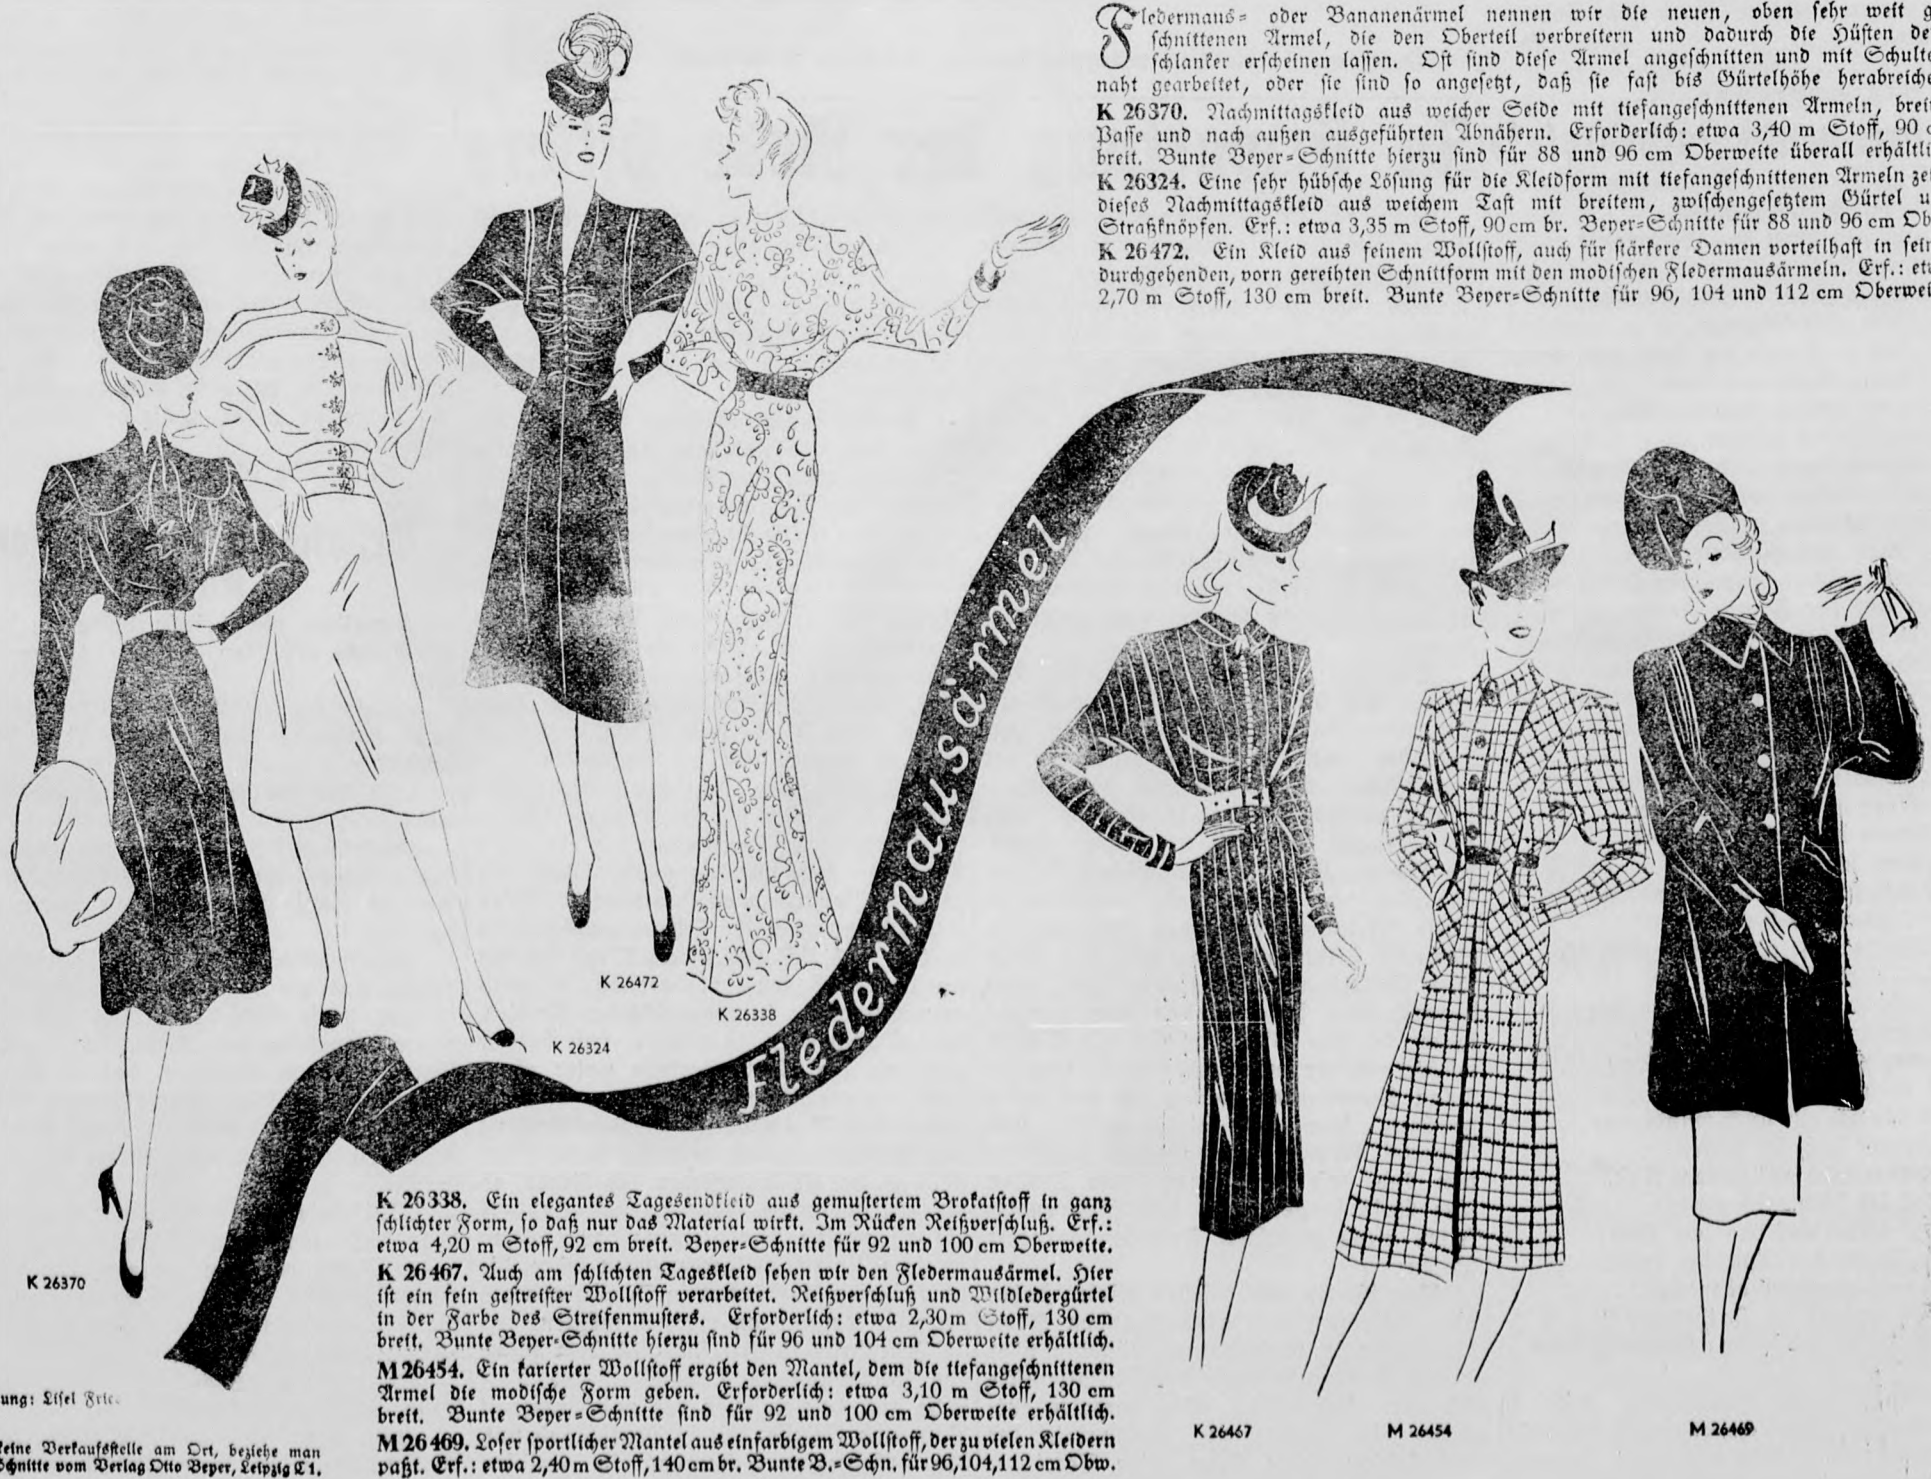 Fledermaus- oder Bananenärmel nennen wir die neuen, oben sehr weit
schnittenen Ärmel, die den Oberteil verbreitern und dadurch die Hüften
schlanker erscheinen lassen. Oft sind diese Ärmel angeschnitten und mit
naht gearbeitet, oder sie sind so angesetzt, daß sie fast bis Gürtelhöhe
K 26370. Nachmittagskleid aus weicher Seide mit tiefangeschnittenen Ärmeln,
Passe und nach außen ausgeführten Abnähern. Erforderlich: etwa 3,40 m Stoff, 90
breit. Bunte Beyer-Schnitte hierzu sind für 88 und 96 cm Oberweite überall
K 26324. Eine sehr hübsche Lösung für die Kleidform mit tiefangeschnittenen Ärmeln
dieses Nachmittagskleid aus weichem Taft mit breitem, zwischengesetztem Gürtel
Straßknöpfen. Erf.: etwa 3,35 m Stoff, 90 cm br. Beyer-Schnitte für 88 und 96 cm
K 26472. Ein Kleid aus feinem Wollstoff, auch für stärkere Damen vorteilhaft in
durchgehenden, vorn gereihten Schnittform mit den modischen Fledermausärmeln. Erf.:
2,70 m Stoff, 130 cm breit. Bunte Beyer-Schnitte für 96, 104 und 112 cm
Fledermausärmel
K 26472
K 26338
K 26324
K 26370
K 26338. Ein elegantes Tagesendkleid aus gemustertem Brokatstoff in ganz
schlichter Form, so daß nur das Material wirkt. Im Rücken Reißverschluß. Erf.:
etwa 4,20 m Stoff, 92 cm breit. Beyer-Schnitte für 92 und 100 cm Oberweite.
K 26467. Auch am schlichten Tageskleid sehen wir den Fledermausärmel. Hier
ist ein fein gestreifter Wollstoff verarbeitet. Reißverschluß und Wildledergürtel
in der Farbe des Streifenmusters. Erforderlich: etwa 2,30m Stoff, 130 cm
breit. Bunte Beyer-Schnitte hierzu sind für 96 und 104 cm Oberweite erhältlich.
M 26454. Ein karierter Wollstoff ergibt den Mantel, dem die tiefangeschnittenen
Ärmel die modische Form geben. Erforderlich: etwa 3,10 m Stoff, 130 cm
breit. Bunte Beyer-Schnitte sind für 92 und 100 cm Oberweite erhältlich.
M 26469. Loser sportlicher Mantel aus einfarbigem Wollstoff, der zu vielen Kleidern
paßt. Erf.: etwa 2,40 m Stoff, 140 cm br. Bunte B.-Schn. für 96, 104, 112 cm Obw.
ung: Lisel
keine Verkaufsstelle am Ort, beziehe man
Schnitte vom Verlag Otto Beyer, Leipzig C 1.
K 26467
M 26454
M 26469